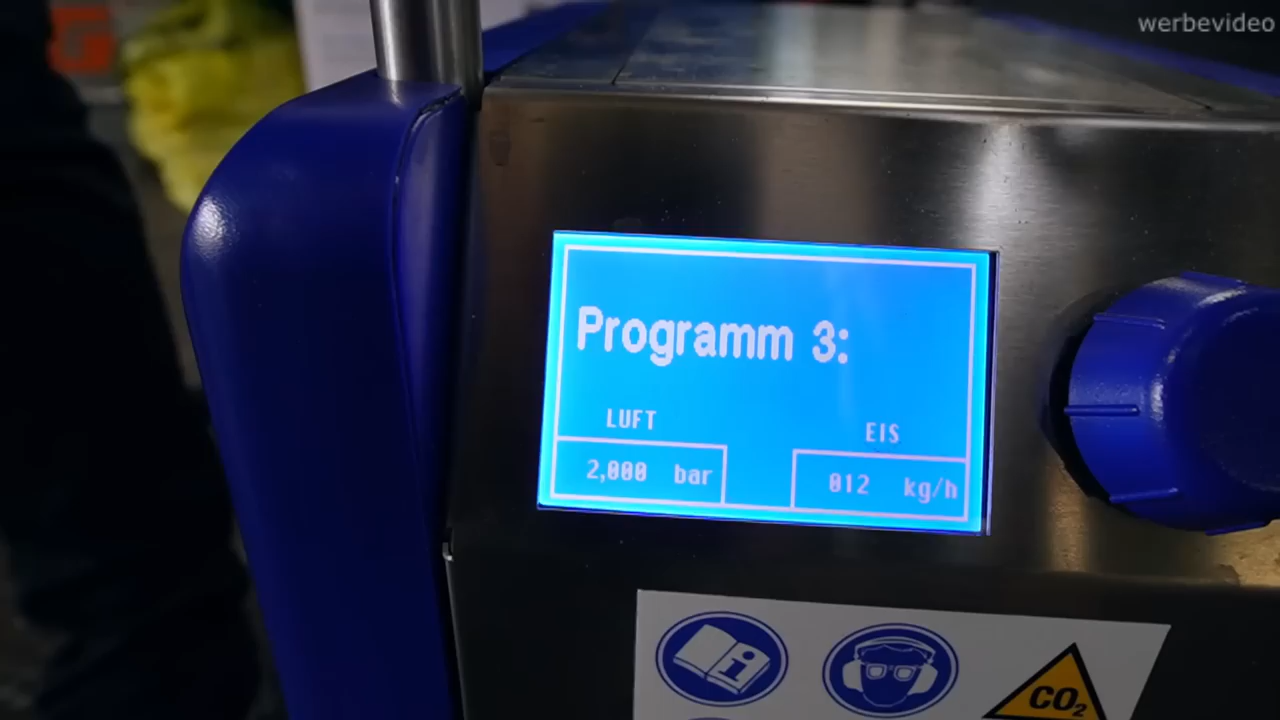 werbevideo
G
Programm 3:
LUFT
EIS
2,000 bar
012 kg/h
CO₂